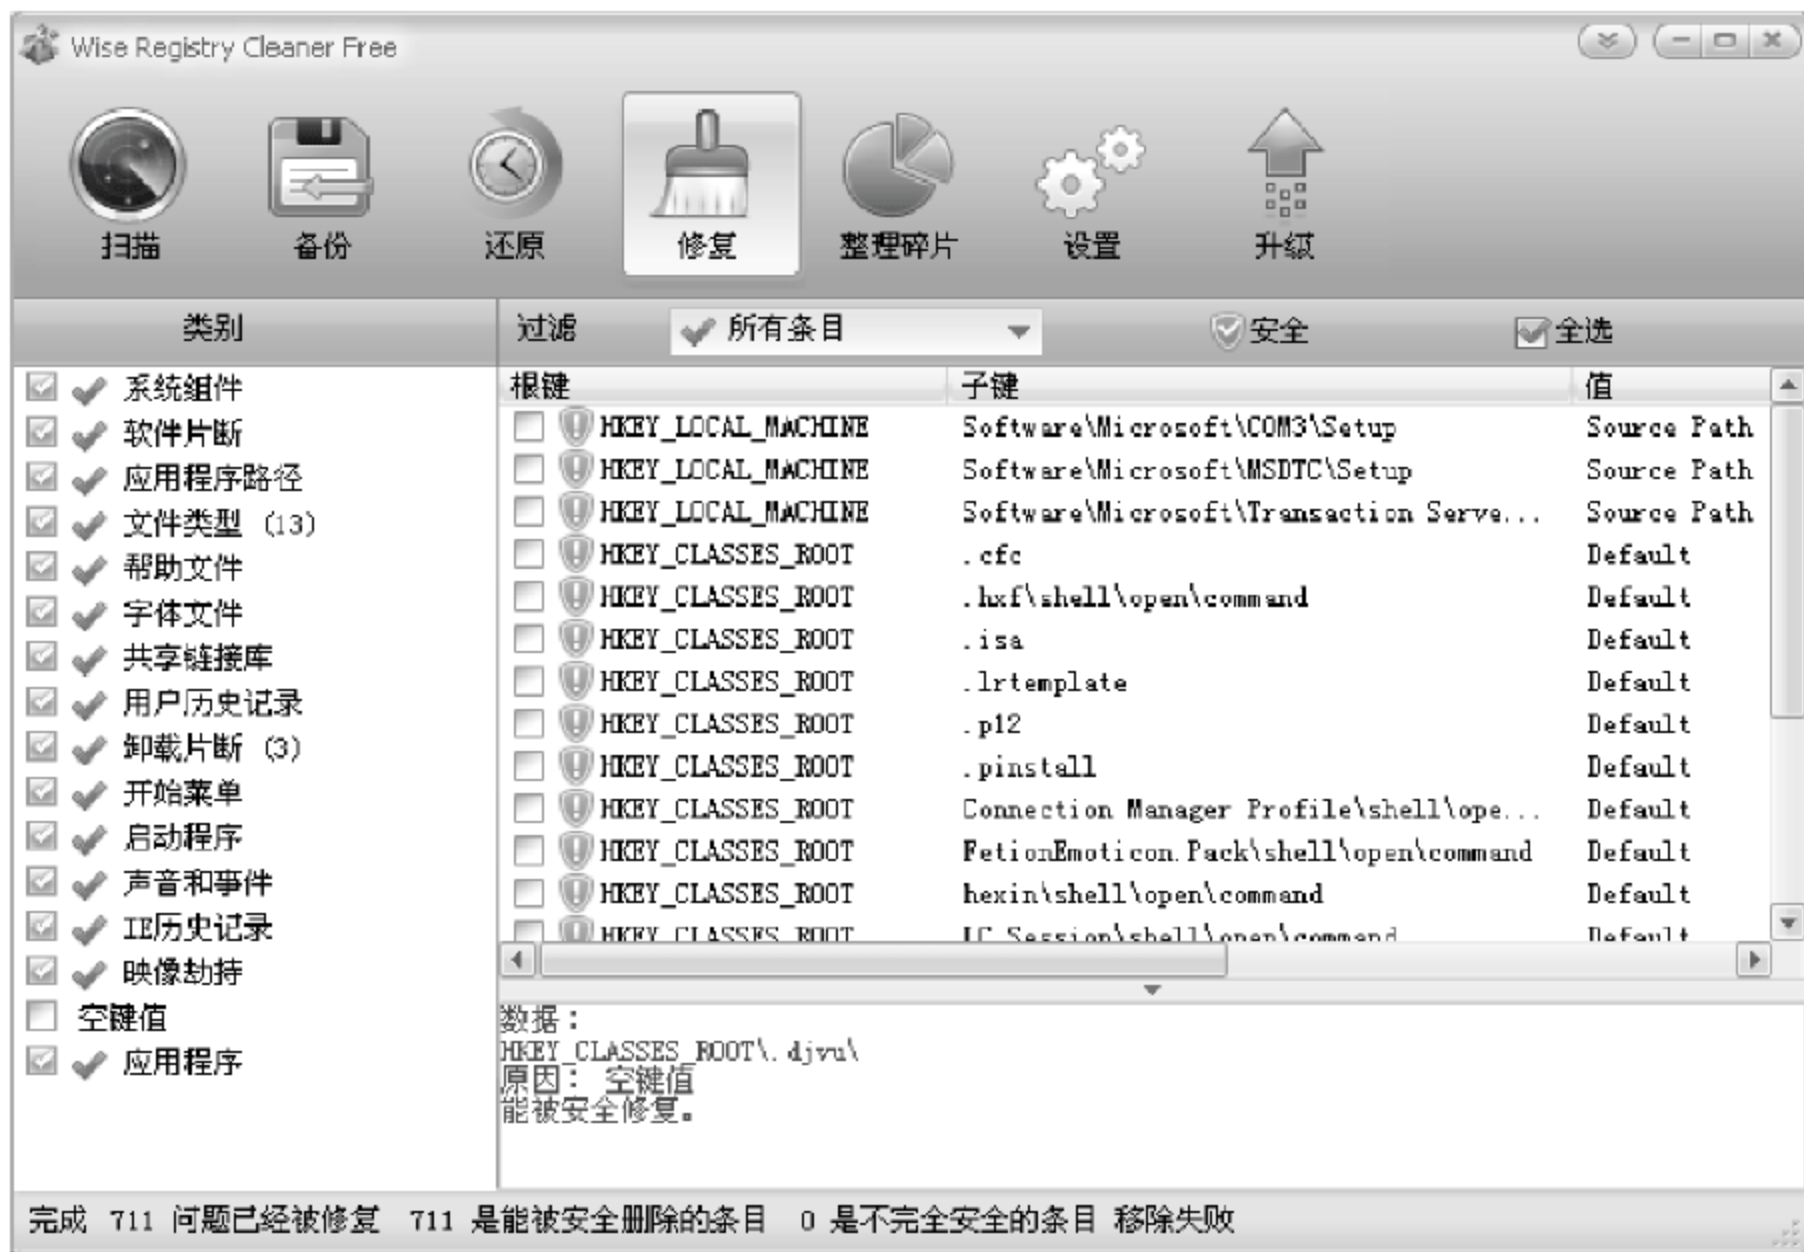 Wise Registry Cleaner Free
扫描 备份 还原 修复 整理碎片 设置 升级
类别 过滤 所有条目 安全 全选
系统组件
软件片断
应用程序路径
文件类型 (13)
帮助文件
字体文件
共享链接库
用户历史记录
卸载片断 (3)
开始菜单
启动程序
声音和事件
IE历史记录
映像劫持
空键值
应用程序
根键 子键 值
HKEY_LOCAL_MACHINE Software\Microsoft\COM3\Setup Source Path
HKEY_LOCAL_MACHINE Software\Microsoft\MSDTC\Setup Source Path
HKEY_LOCAL_MACHINE Software\Microsoft\Transaction Serve... Source Path
HKEY_CLASSES_ROOT .cfc Default
HKEY_CLASSES_ROOT .hxf\shell\open\command Default
HKEY_CLASSES_ROOT .isa Default
HKEY_CLASSES_ROOT .lrtemplate Default
HKEY_CLASSES_ROOT .p12 Default
HKEY_CLASSES_ROOT .pinstall Default
HKEY_CLASSES_ROOT Connection Manager Profile\shell\ope... Default
HKEY_CLASSES_ROOT FetionEmoticon.Pack\shell\open\command Default
HKEY_CLASSES_ROOT hexin\shell\open\command Default
HKEY_CLASSES_ROOT Session\shell\open\command Default
数据：
HKEY_CLASSES_ROOT\.djvu\
原因： 空键值
能被安全修复。
完成 711 问题已经被修复 711 是能被安全删除的条目 0 是不完全安全的条目 移除失败